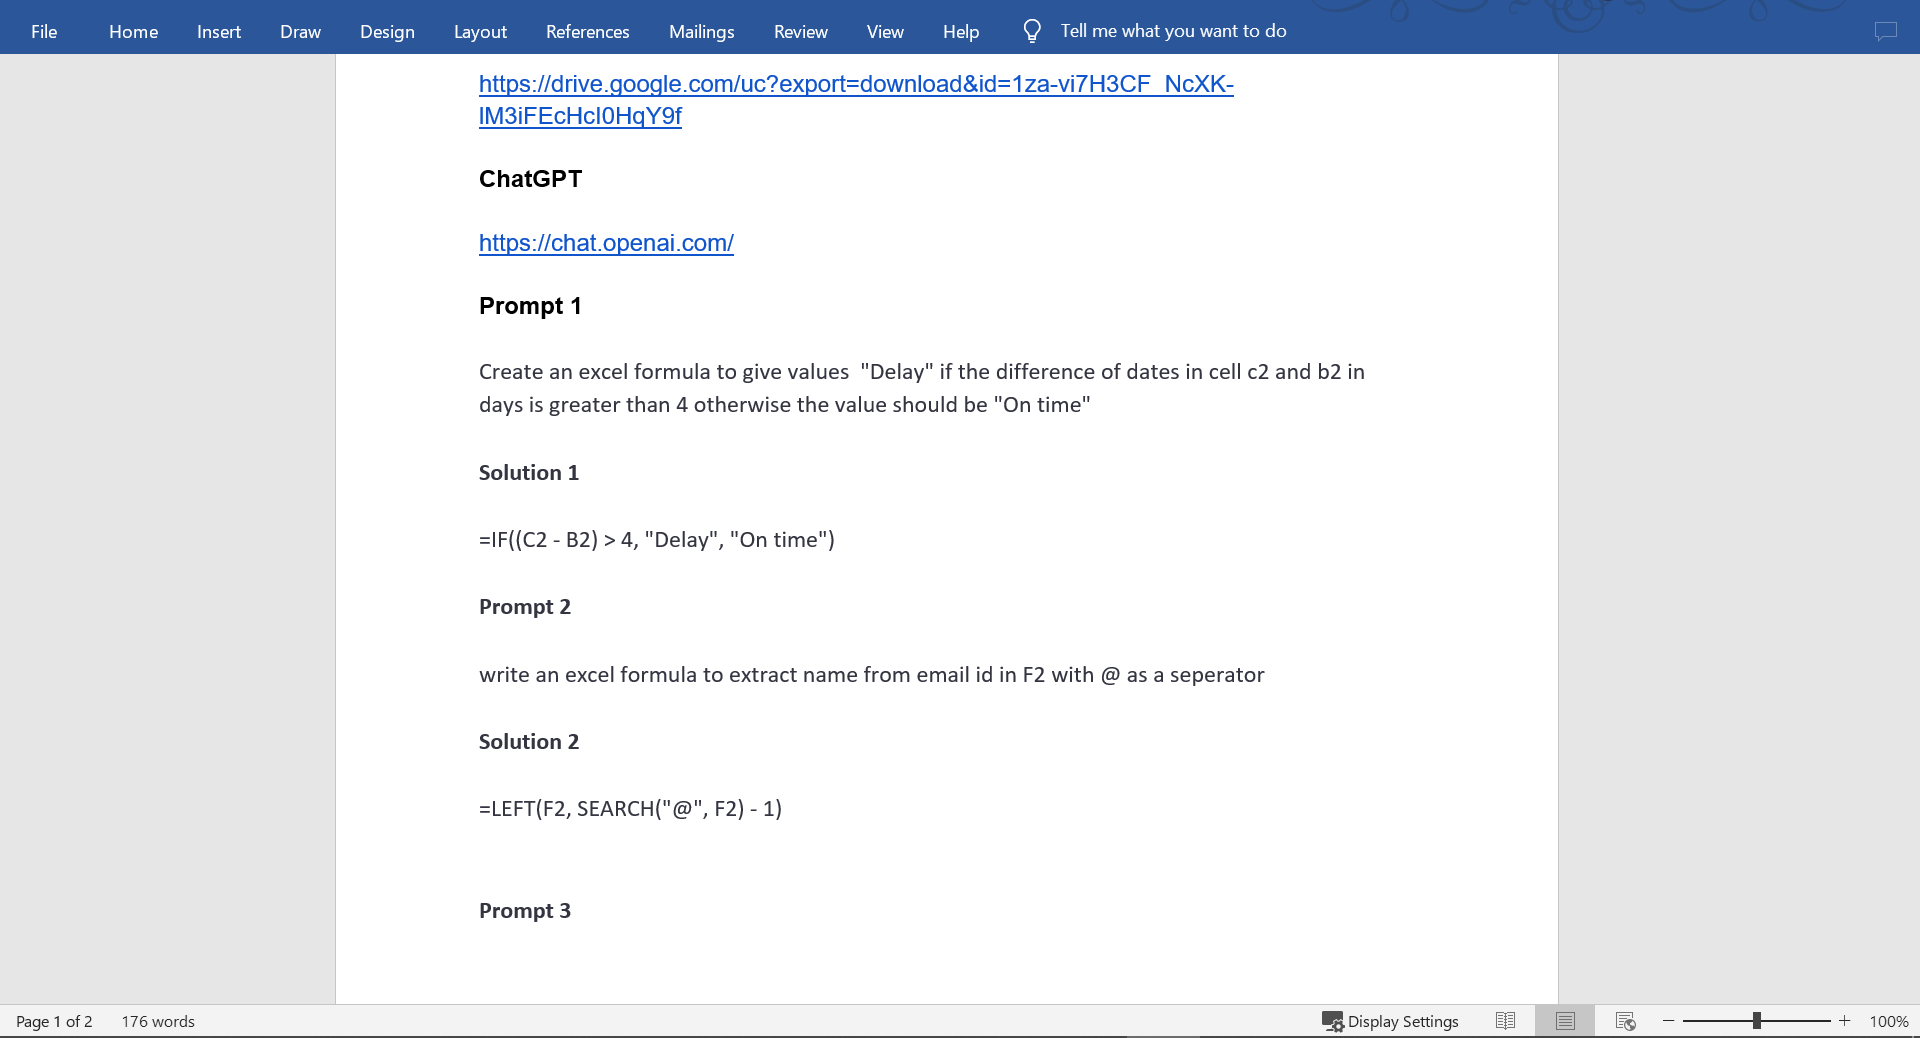 File Home Insert Draw Design Layout References Mailings Review View Help Tell me what you want to do
https://drive.google.com/uc?export=download&id=1za-vi7H3CF_NcXK-
lM3iFEcHcI0HqY9f
ChatGPT
https://chat.openai.com/
Prompt 1
Create an excel formula to give values  "Delay" if the difference of dates in cell c2 and b2 in
days is greater than 4 otherwise the value should be "On time"
Solution 1
=IF((C2 - B2) > 4, "Delay", "On time")
Prompt 2
write an excel formula to extract name from email id in F2 with @ as a seperator
Solution 2
=LEFT(F2, SEARCH("@", F2) - 1)
Prompt 3
Page 1 of 2 176 words Display Settings 100%